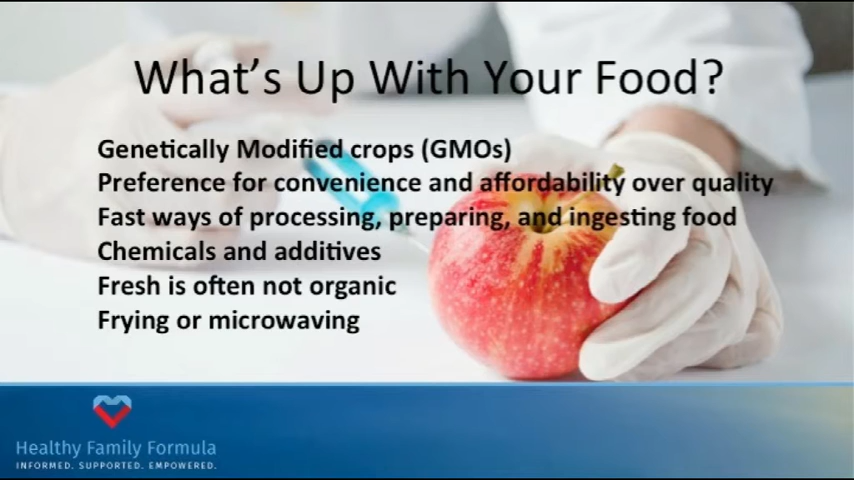 What's Up With Your Food?
Genetically Modified crops (GMOs)
Preference for convenience and affordability over quality
Fast ways of processing, preparing, and ingesting food
Chemicals and additives
Fresh is often not organic
Frying or microwaving
Healthy Family Formula
INFORMED. SUPPORTED. EMPOWERED.